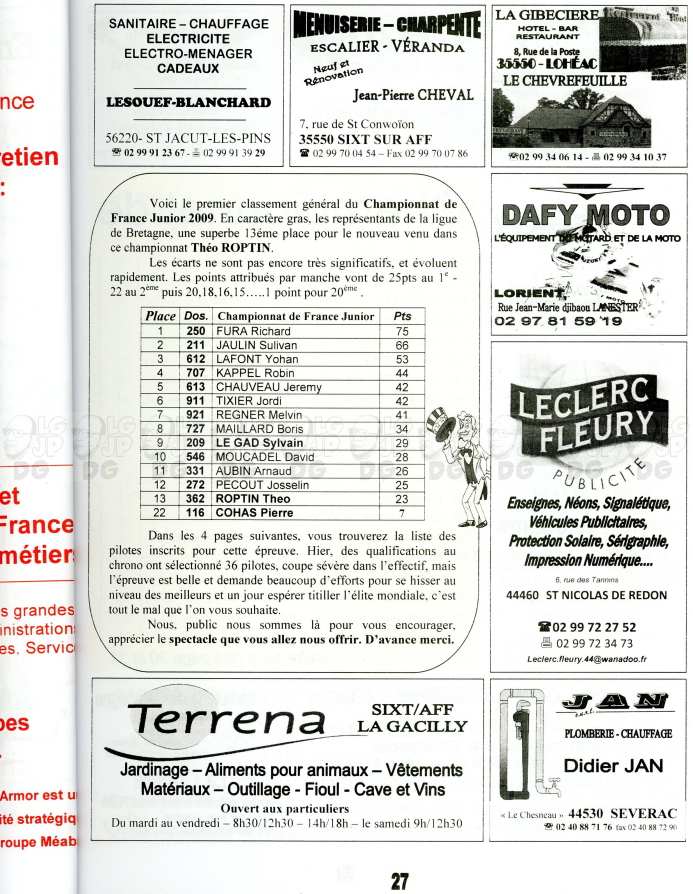 nce
retien
:
et
France
métier
s grandes
inistration
es. Servic
pes
Armor est u
ité stratégiq
roupe Méab
SANITAIRE – CHAUFFAGE
ELECTRICITE
ELECTRO-MENAGER
CADEAUX
LESOUEF-BLANCHARD
56220- ST JACUT-LES-PINS
☎ 02 99 91 23 67 - 02 99 91 39 29
MENUISERIE – CHARPENTE
ESCALIER - VÉRANDA
Neuf et
Rénovation
Jean-Pierre CHEVAL
7, rue de St Conwoïon
35550 SIXT SUR AFF
☎ 02 99 70 04 54 – Fax 02 99 70 07 86
LA GIBECIERE
HOTEL - BAR
RESTAURANT
8, Rue de la Poste
35550 - LOHÉAC
LE CHEVREFEUILLE
☎02 99 34 06 14 - 02 99 34 10 37
Voici le premier classement général du Championnat de
France Junior 2009. En caractère gras, les représentants de la ligue
de Bretagne, une superbe 13éme place pour le nouveau venu dans
ce championnat Théo ROPTIN.
Les écarts ne sont pas encore très significatifs, et évoluent
rapidement. Les points attribués par manche vont de 25pts au 1e -
22 au 2ème puis 20,18,16,15…..1 point pour 20ème .
Place Dos. Championnat de France Junior Pts
1 250 FURA Richard 75
2 211 JAULIN Sulivan 66
3 612 LAFONT Yohan 53
4 707 KAPPEL Robin 44
5 613 CHAUVEAU Jeremy 42
6 911 TIXIER Jordi 42
7 921 REGNER Melvin 41
8 727 MAILLARD Boris 34
9 209 LE GAD Sylvain 29
10 546 MOUCADEL David 28
11 331 AUBIN Arnaud 26
12 272 PECOUT Josselin 25
13 362 ROPTIN Theo 23
22 116 COHAS Pierre 7
Dans les 4 pages suivantes, vous trouverez la liste des
pilotes inscrits pour cette épreuve. Hier, des qualifications au
chrono ont sélectionné 36 pilotes, coupe sévère dans l'effectif, mais
l'épreuve est belle et demande beaucoup d'efforts pour se hisser au
niveau des meilleurs et un jour espérer titiller l'élite mondiale, c'est
tout le mal que l'on vous souhaite.
Nous, public nous sommes là pour vous encourager,
apprécier le spectacle que vous allez nous offrir. D'avance merci.
DAFY MOTO
L'ÉQUIPEMENT DU MOTARD ET DE LA MOTO
LORIENT,
Rue Jean-Marie djibaou LANESTER
02 97 81 59 19
LECLERC
FLEURY
PUBLICITE
Enseignes, Néons, Signalétique,
Véhicules Publicitaires,
Protection Solaire, Sérigraphie,
Impression Numérique....
6, rue des Tannins
44460 ST NICOLAS DE REDON
☎02 99 72 27 52
02 99 72 34 73
Leclerc.fleury.44@wanadoo.fr
Terrena
SIXT/AFF
LA GACILLY
Jardinage – Aliments pour animaux – Vêtements
Matériaux – Outillage - Fioul - Cave et Vins
Ouvert aux particuliers
Du mardi au vendredi – 8h30/12h30 – 14h/18h – le samedi 9h/12h30
JAN
s.a.r.l.
PLOMBERIE - CHAUFFAGE
Didier JAN
« Le Chesneau » 44530 SEVERAC
☎ 02 40 88 71 76 fax 02 40 88 72 90
27
LG
JP
DG